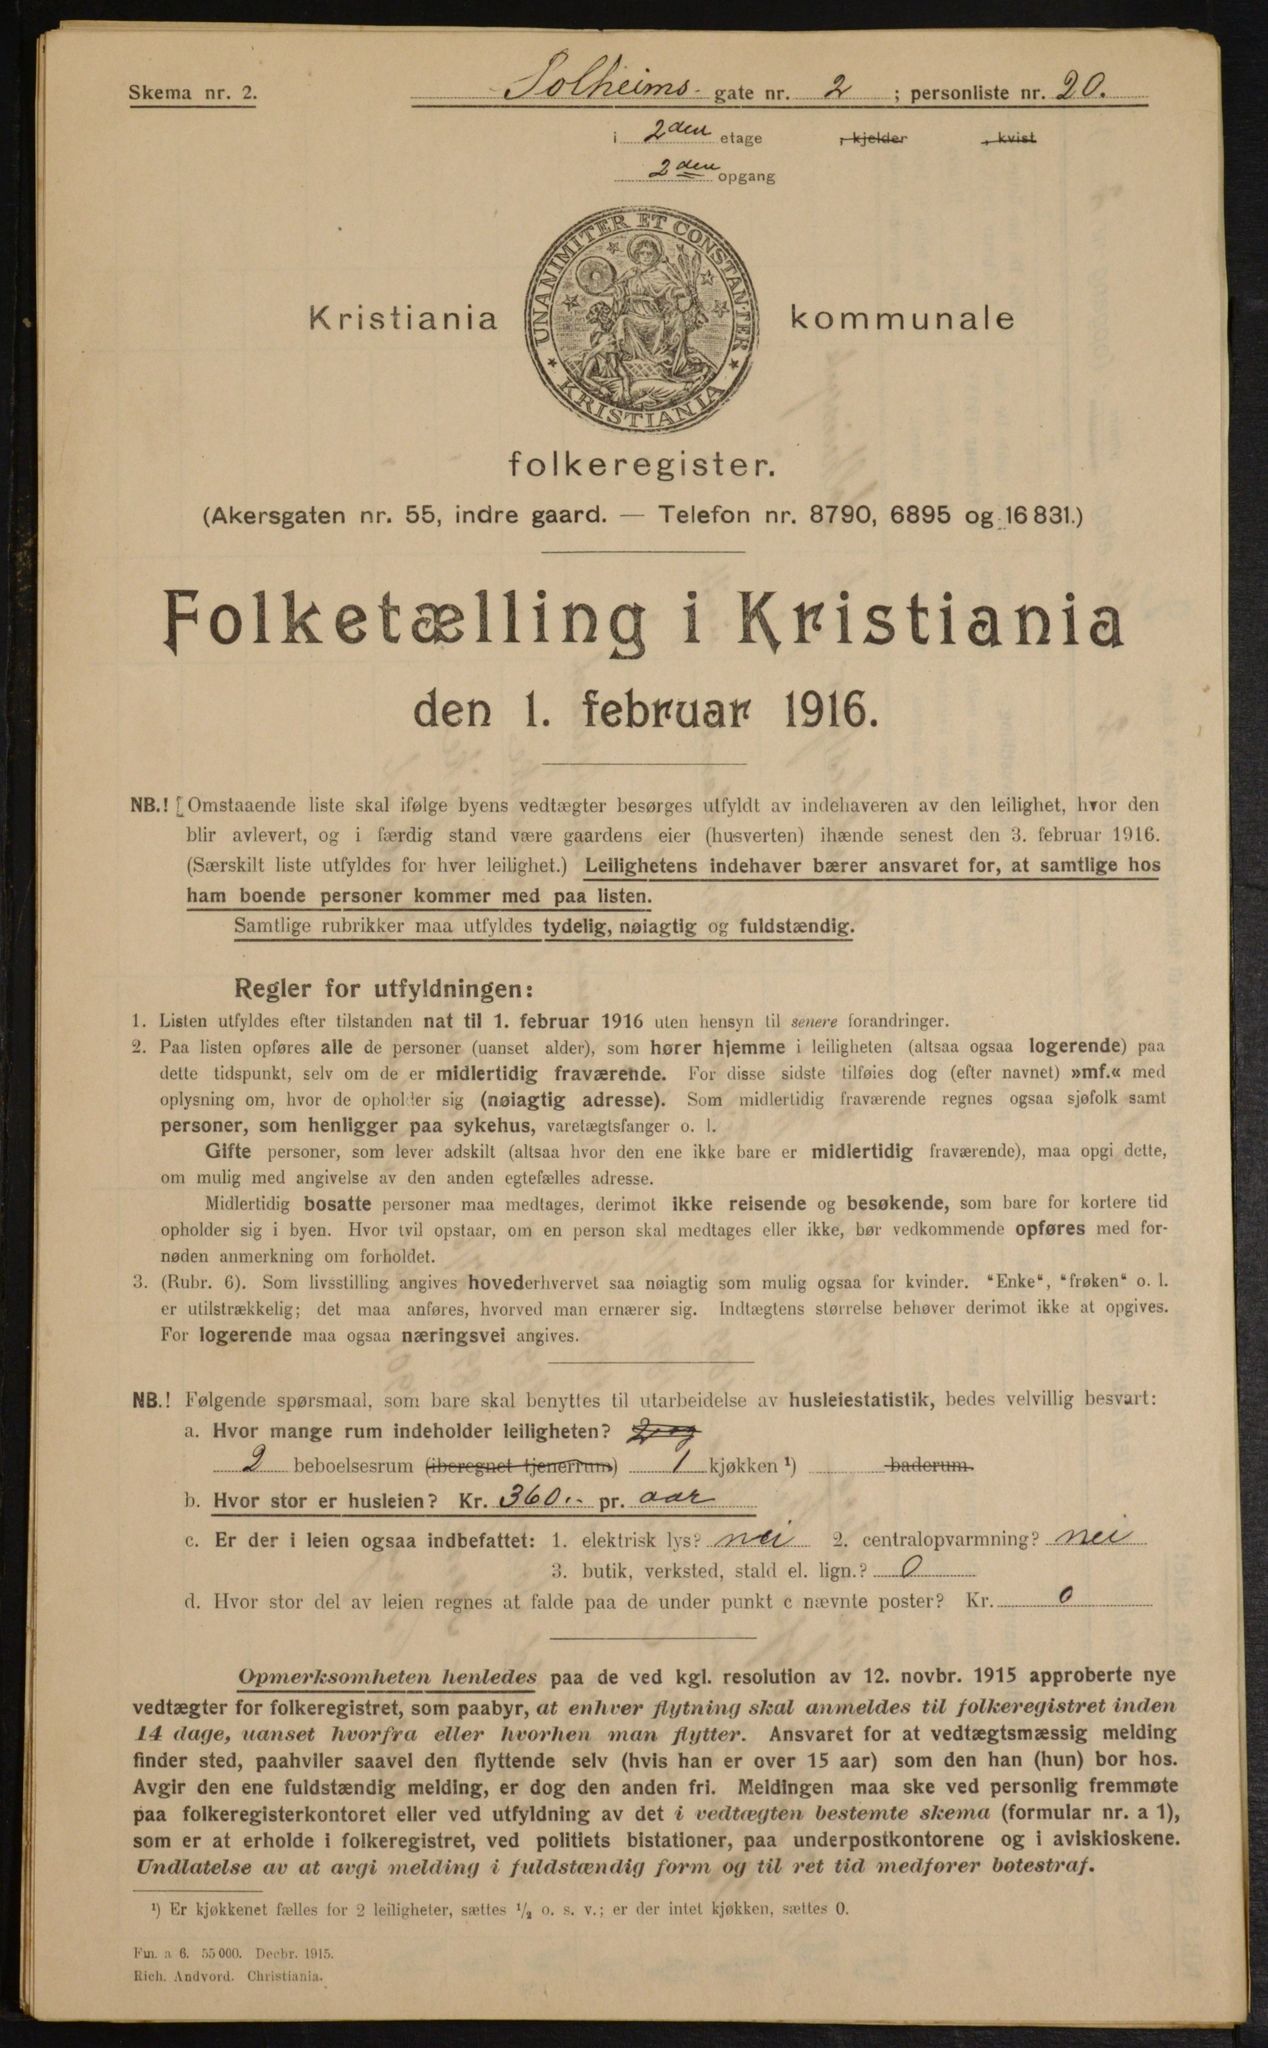 Skema nr. 2. Solheims gate nr. 2 ; personliste nr. 20.
i 2den etage , kjelder , kvist
2den opgang
UNANIMITER ET CONSTANTER
KRISTIANIA
Kristiania kommunale
folkeregister.
(Akersgaten nr. 55, indre gaard. — Telefon nr. 8790, 6895 og 16 831.)
Folketælling i Kristiania
den 1. februar 1916.
NB.! Omstaaende liste skal ifølge byens vedtægter besørges utfyldt av indehaveren av den leilighet, hvor den
blir avlevert, og i færdig stand være gaardens eier (husverten) ihænde senest den 3. februar 1916.
(Særskilt liste utfyldes for hver leilighet.) Leilighetens indehaver bærer ansvaret for, at samtlige hos
ham boende personer kommer med paa listen.
Samtlige rubrikker maa utfyldes tydelig, nøiagtig og fuldstændig.
Regler for utfyldningen:
1. Listen utfyldes efter tilstanden nat til 1. februar 1916 uten hensyn til senere forandringer.
2. Paa listen opføres alle de personer (uanset alder), som hører hjemme i leiligheten (altsaa ogsaa logerende) paa
dette tidspunkt, selv om de er midlertidig fraværende. For disse sidste tilføies dog (efter navnet) »mf.« med
oplysning om, hvor de opholder sig (nøiagtig adresse). Som midlertidig fraværende regnes ogsaa sjøfolk samt
personer, som henligger paa sykehus, varetægtsfanger o. l.
Gifte personer, som lever adskilt (altsaa hvor den ene ikke bare er midlertidig fraværende), maa opgi dette,
om mulig med angivelse av den anden egtefælles adresse.
Midlertidig bosatte personer maa medtages, derimot ikke reisende og besøkende, som bare for kortere tid
opholder sig i byen. Hvor tvil opstaar, om en person skal medtages eller ikke, bør vedkommende opføres med for-
nøden anmerkning om forholdet.
3. (Rubr. 6). Som livsstilling angives hovederhvervet saa nøiagtig som mulig ogsaa for kvinder. "Enke", "frøken" o. l.
er utilstrækkelig; det maa anføres, hvorved man ernærer sig. Indtægtens størrelse behøver derimot ikke at opgives.
For logerende maa ogsaa næringsvei angives.
NB.! Følgende spørsmaal, som bare skal benyttes til utarbeidelse av husleiestatistik, bedes velvillig besvart:
a. Hvor mange rum indeholder leiligheten? 2 og
2 beboelsesrum (iberegnet tjenerrum) 1 kjøkken ¹) baderum.
b. Hvor stor er husleien? Kr. 360.- pr. aar
c. Er der i leien ogsaa indbefattet: 1. elektrisk lys? nei 2. centralopvarmning? nei
3. butik, verksted, stald el. lign.? 0
d. Hvor stor del av leien regnes at falde paa de under punkt c nævnte poster? Kr. 0
Opmerksomheten henledes paa de ved kgl. resolution av 12. novbr. 1915 approberte nye
vedtægter for folkeregistret, som paabyr, at enhver flytning skal anmeldes til folkeregistret inden
14 dage, uanset hvorfra eller hvorhen man flytter. Ansvaret for at vedtægtsmæssig melding
finder sted, paahviler saavel den flyttende selv (hvis han er over 15 aar) som den han (hun) bor hos.
Avgir den ene fuldstændig melding, er dog den anden fri. Meldingen maa ske ved personlig fremmøte
paa folkeregisterkontoret eller ved utfyldning av det i vedtægten bestemte skema (formular nr. a 1),
som er at erholde i folkeregistret, ved politiets bistationer, paa underpostkontorene og i aviskioskene.
Undlatelse av at avgi melding i fuldstændig form og til ret tid medfører bøtestraf.
¹) Er kjøkkenet fælles for 2 leiligheter, sættes ¹/₂ o. s. v.; er der intet kjøkken, sættes 0.
Fm. a 6. 55 000. Decbr. 1915.
Rich. Andvord. Christiania.